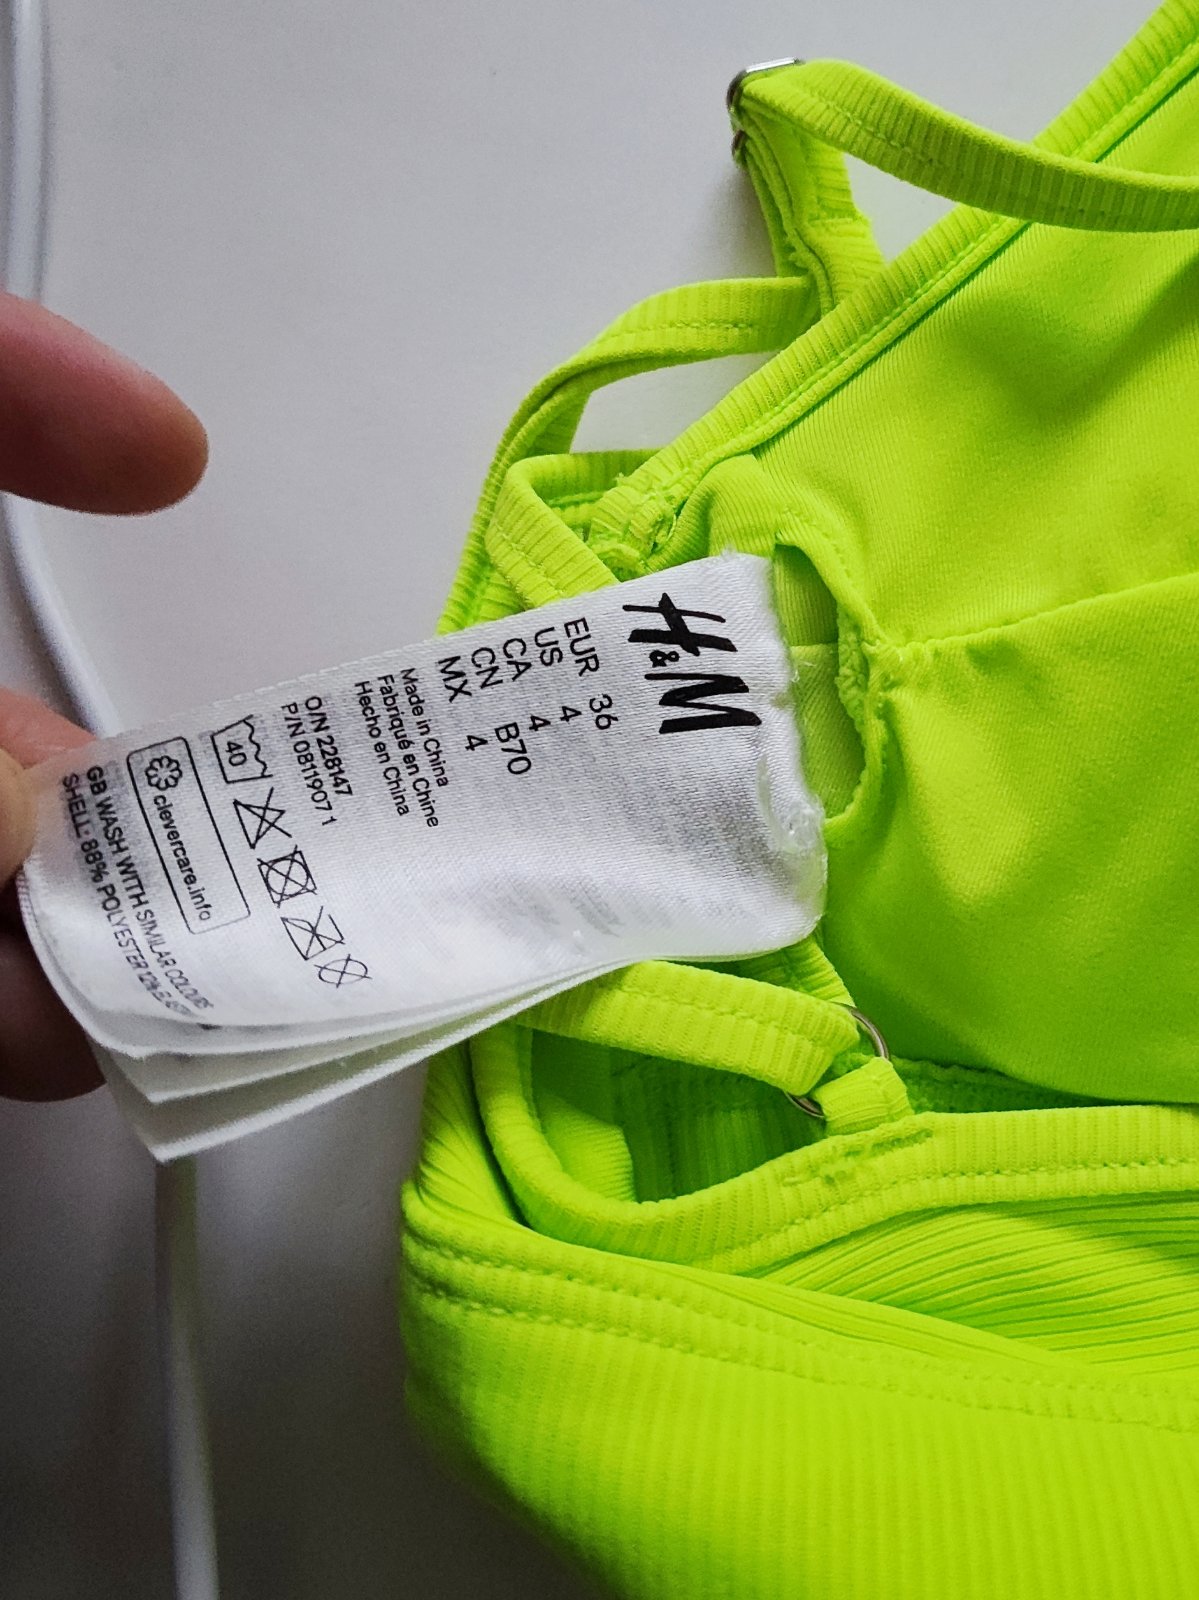 H&M
EUR 36
US 4
CA 4
CN B70
MX 4
Made in China
Fabriqué en Chine
Hecho en China
O/N 228147
P/N 0811907 1
40
clevercare.info
GB WASH WITH SIMILAR COLOURS
SHELL: 88% POLYESTER 12%